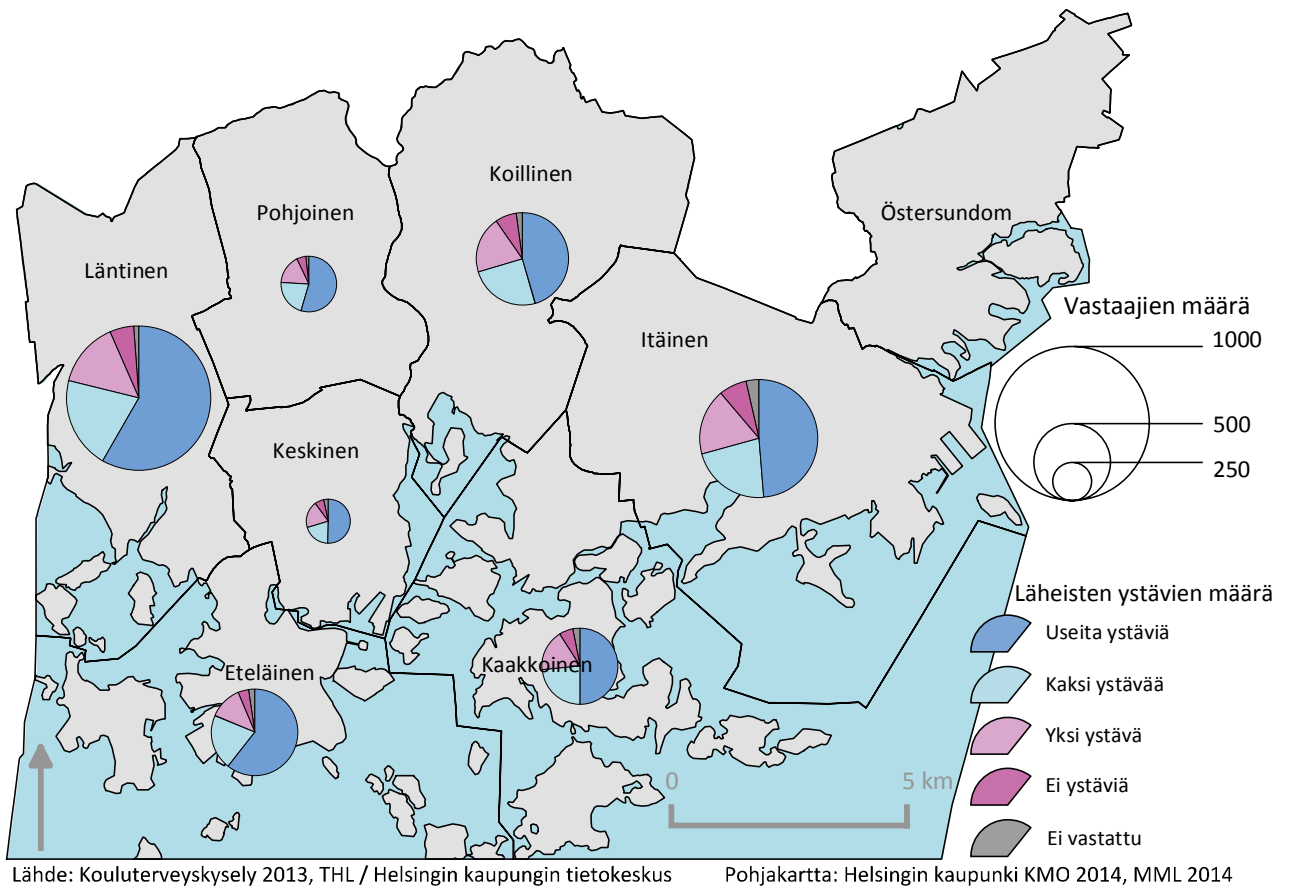 Koillinen
Pohjoinen
Östersundom
Läntinen
Vastaajien määrä
1000
Itäinen
500
Keskinen
250
Läheisten ystävien määrä
Useita ystäviä
Kaakkoinen
Eteläinen
Kaksi ystävää
Yksi ystävä
0 5 km
Ei ystäviä
Ei vastattu
Lähde: Kouluterveyskysely 2013, THL / Helsingin kaupungin tietokeskus Pohjakartta: Helsingin kaupunki KMO 2014, MML 2014